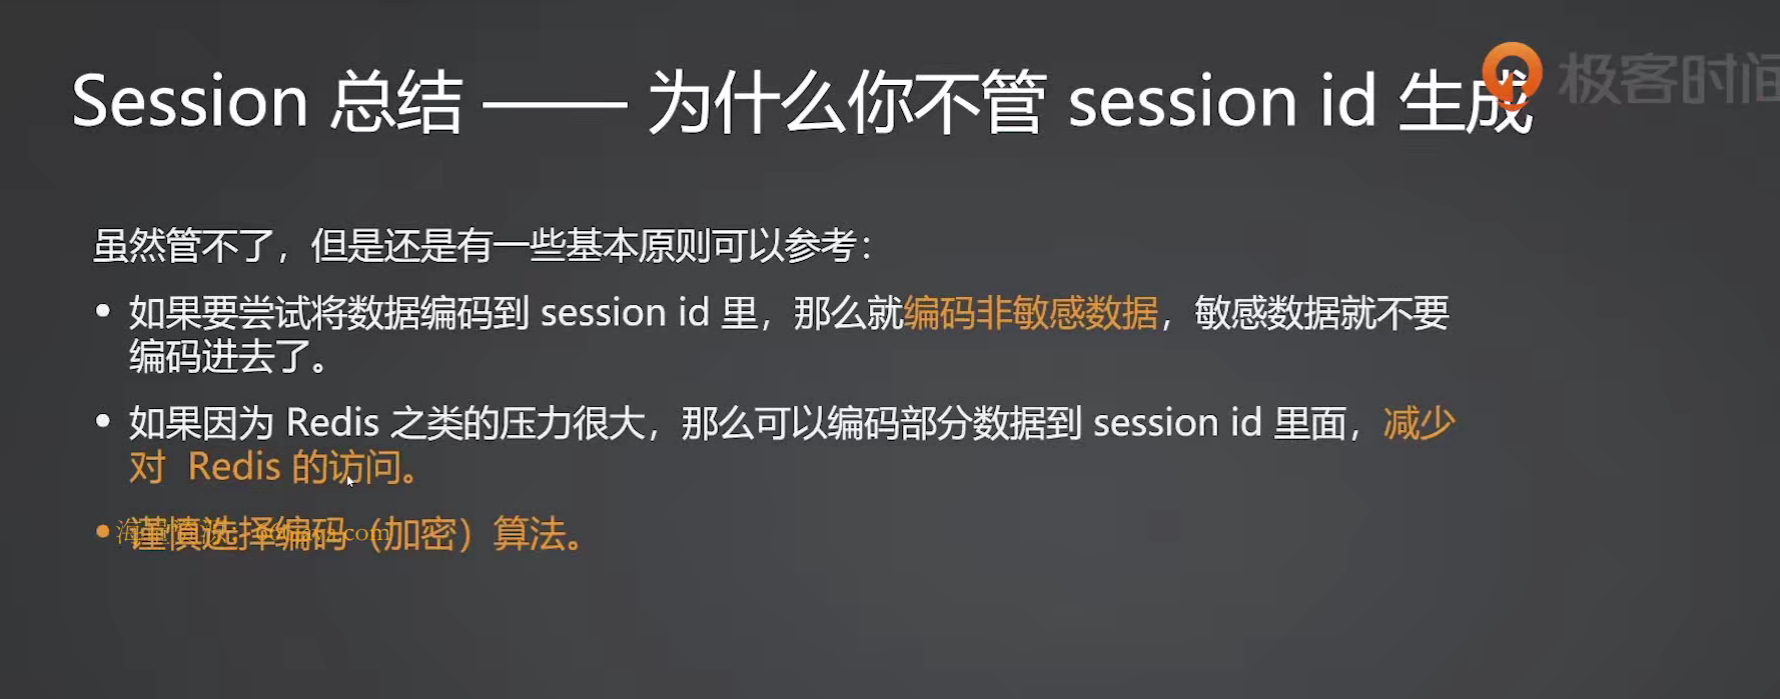 Session 总结 —— 为什么你不管 session id 生成
极客时间
虽然管不了，但是还是有一些基本原则可以参考：
• 如果要尝试将数据编码到 session id 里，那么就编码非敏感数据，敏感数据就不要
编码进去了。
• 如果因为 Redis 之类的压力很大，那么可以编码部分数据到 session id 里面，减少
对 Redis 的访问。
• 谨慎选择编码（加密）算法。